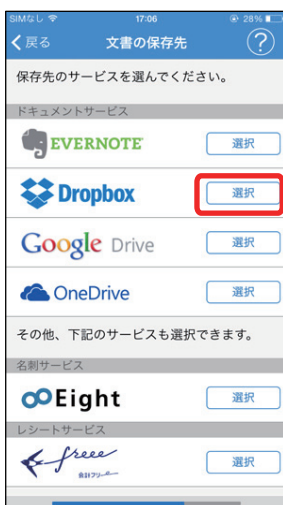 SIMなし 17:06 28%
戻る 文書の保存先 ?
保存先のサービスを選んでください。
ドキュメントサービス
EVERNOTE 選択
Dropbox 選択
Google Drive 選択
OneDrive 選択
その他、下記のサービスも選択できます。
名刺サービス
Eight 選択
レシートサービス
freee 選択
会計フリー